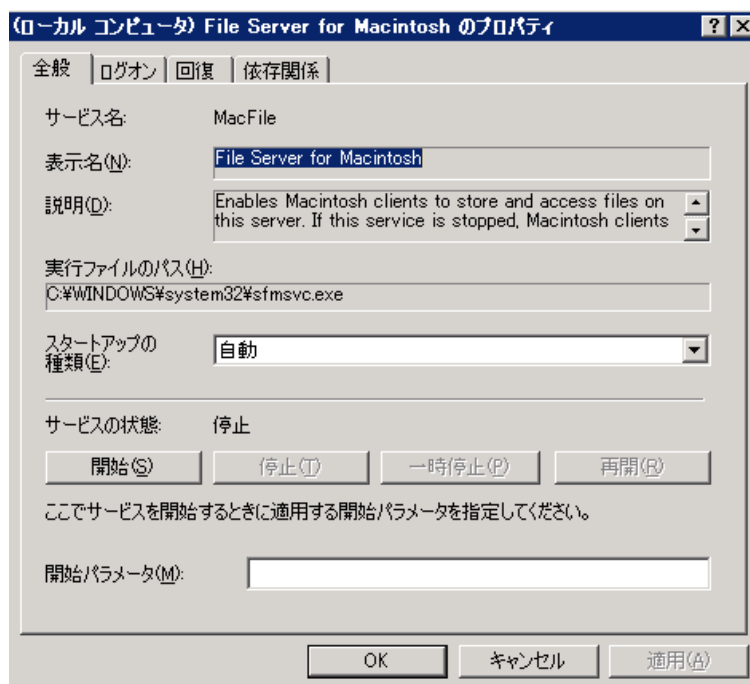 (ローカル コンピュータ) File Server for Macintosh のプロパティ
全般 ログオン 回復 依存関係
サービス名: MacFile
表示名(N): File Server for Macintosh
説明(D): Enables Macintosh clients to store and access files on
this server. If this service is stopped, Macintosh clients
実行ファイルのパス(H):
C:¥WINDOWS¥system32¥sfmsvc.exe
スタートアップの
種類(E): 自動
サービスの状態: 停止
開始(S) 停止(T) 一時停止(P) 再開(R)
ここでサービスを開始するときに適用する開始パラメータを指定してください。
開始パラメータ(M):
OK キャンセル 適用(A)